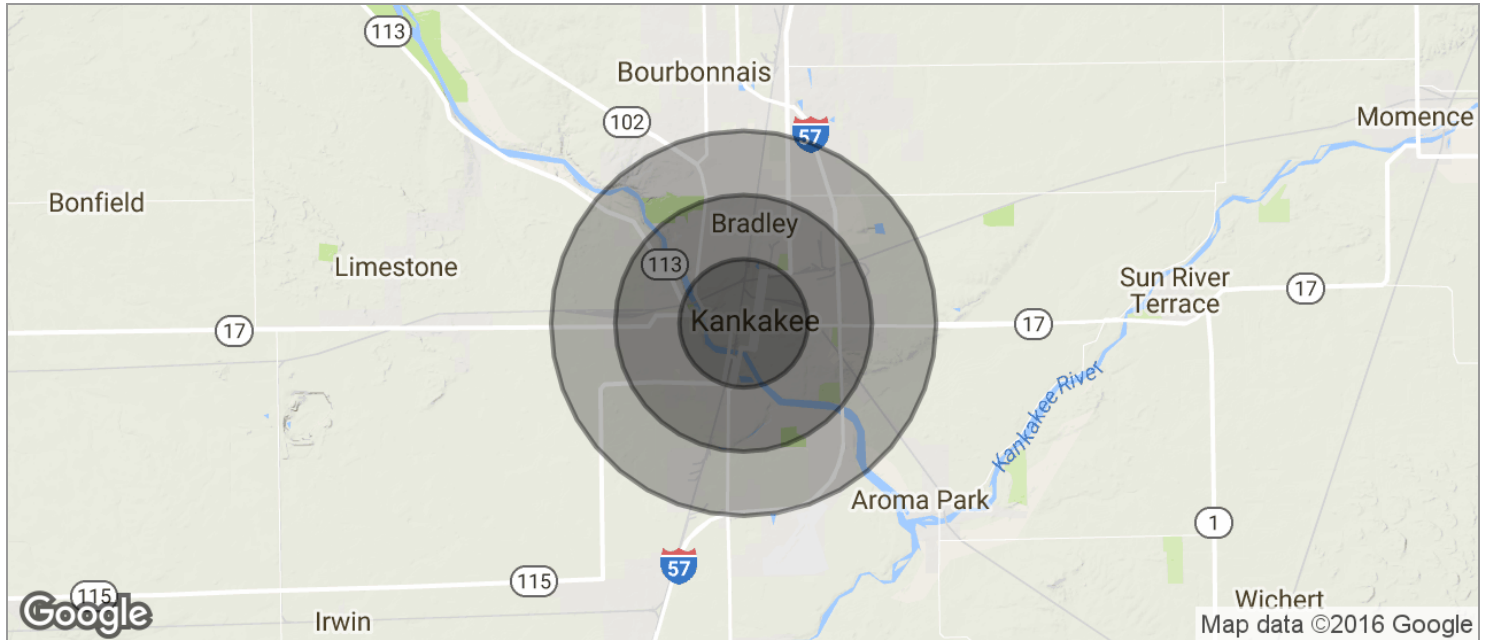 113
Bourbonnais
102
57
Momence
Bonfield
Bradley
113
Limestone
Sun River
Terrace
17
17
Kankakee
17
Kankakee River
Aroma Park
1
57
115
115
Google
Irwin
Wichert
Map data ©2016 Google